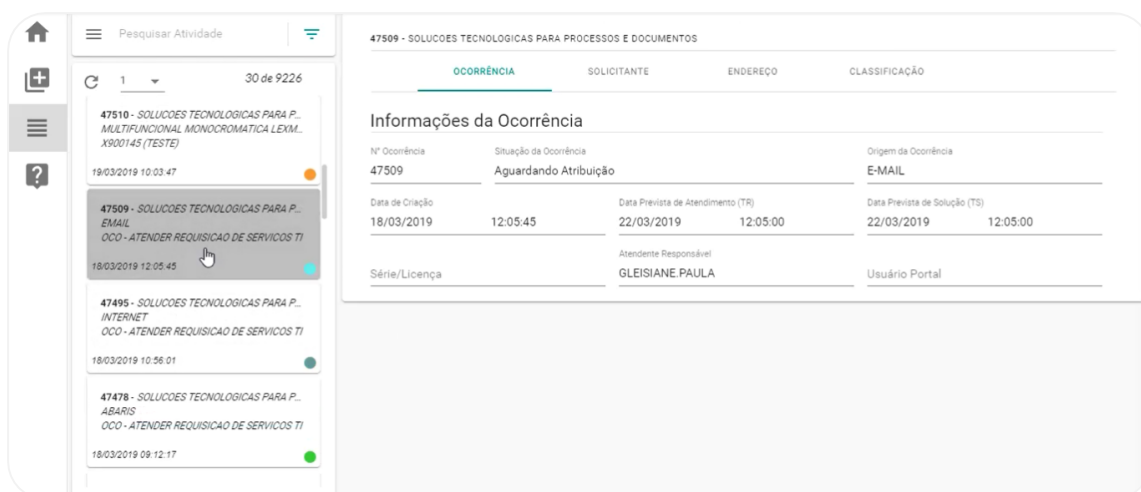 Pesquisar Atividade
1
30 de 9226
47510 - SOLUCOES TECNOLOGICAS PARA P...
MULTIFUNCIONAL MONOCROMATICA LEXM...
X900145 (TESTE)
19/03/2019 10:03:47
47509 - SOLUCOES TECNOLOGICAS PARA P...
EMAIL
OCO - ATENDER REQUISICAO DE SERVICOS TI
18/03/2019 12:05:45
47495 - SOLUCOES TECNOLOGICAS PARA P...
INTERNET
OCO - ATENDER REQUISICAO DE SERVICOS TI
18/03/2019 10:56:01
47478 - SOLUCOES TECNOLOGICAS PARA P...
ABARIS
OCO - ATENDER REQUISICAO DE SERVICOS TI
18/03/2019 09:12:17
47509 - SOLUCOES TECNOLOGICAS PARA PROCESSOS E DOCUMENTOS
OCORRÊNCIA SOLICITANTE ENDEREÇO CLASSIFICAÇÃO
Informações da Ocorrência
N° Ocorrência Situação da Ocorrência Origem da Ocorrência
47509 Aguardando Atribuição E-MAIL
Data de Criação Data Prevista de Atendimento (TR) Data Prevista de Solução (TS)
18/03/2019 12:05:45 22/03/2019 12:05:00 22/03/2019 12:05:00
Atendente Responsável
Série/Licença GLEISIANE.PAULA Usuário Portal